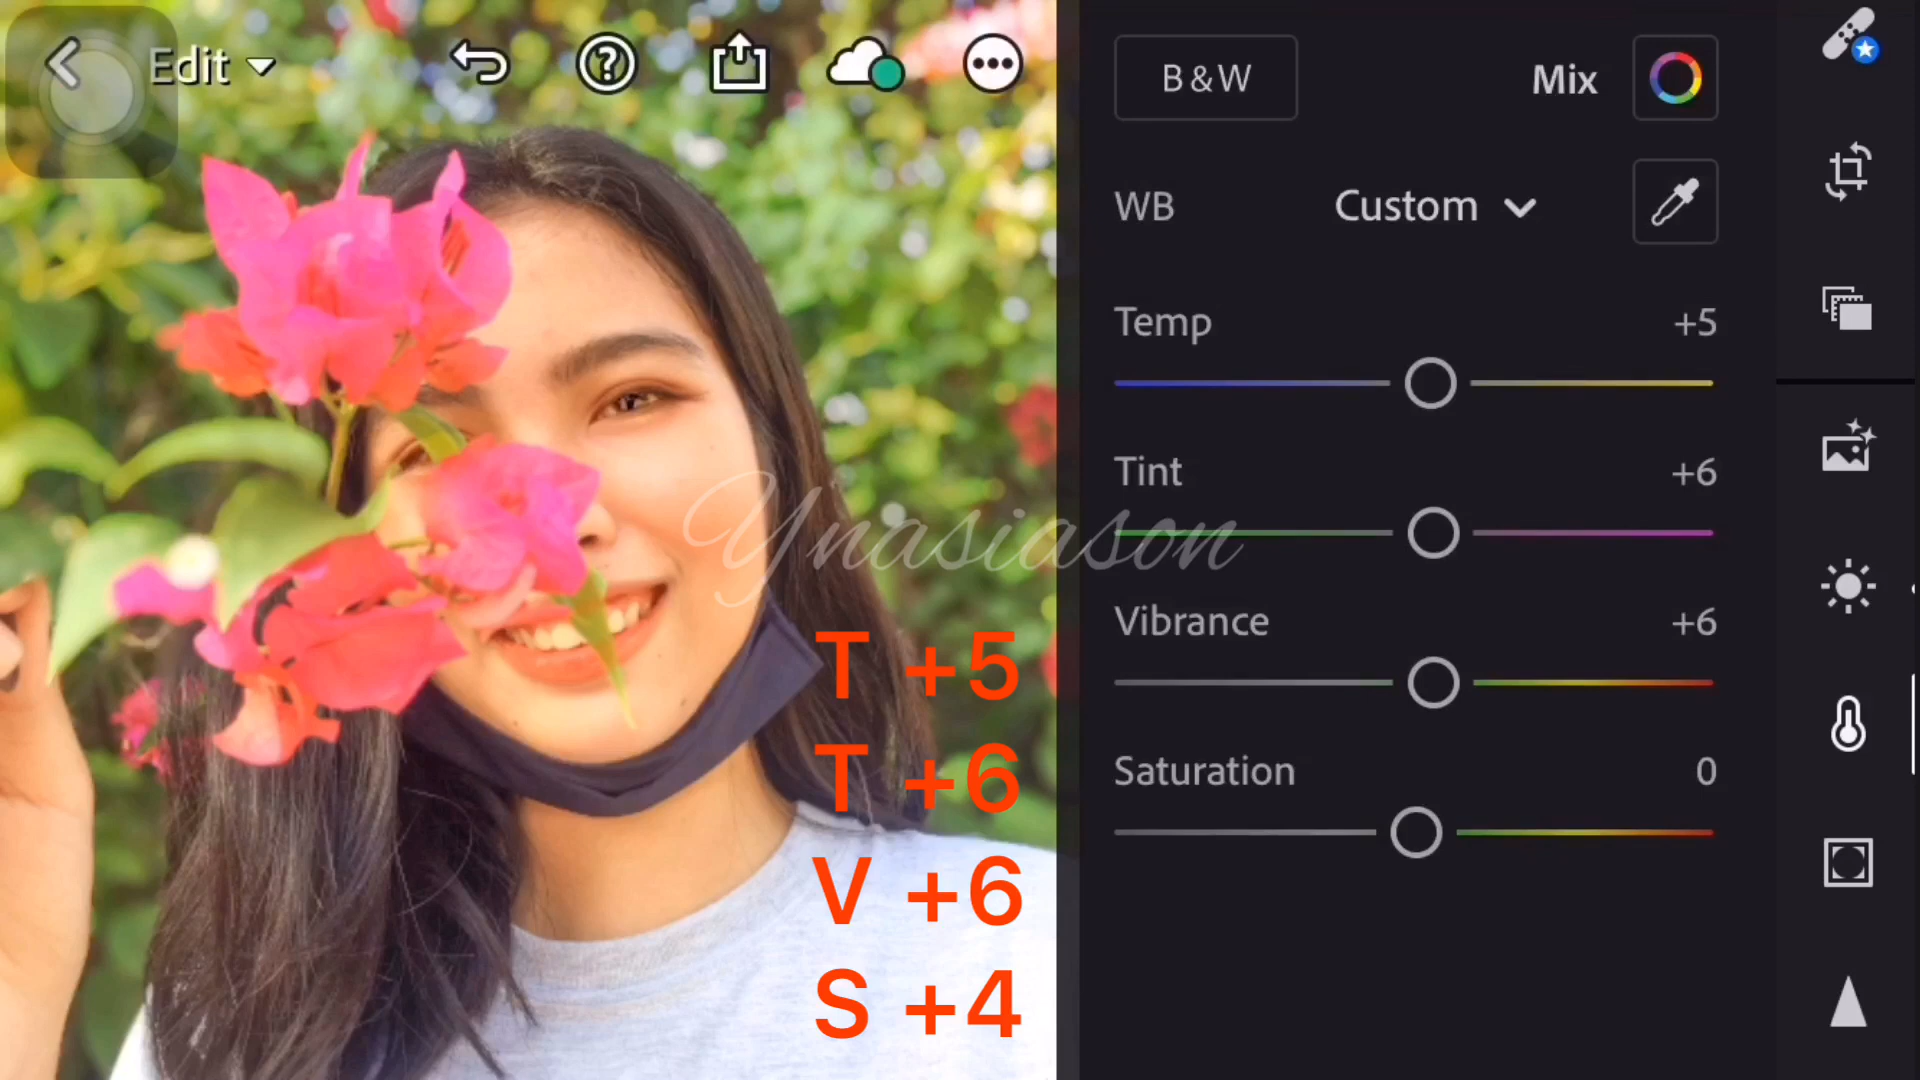 Edit
B&W
Mix
WB
Custom
Temp +5
Tint +6
Vibrance +6
Saturation 0
Ynasiason
T +5
T +6
V +6
S +4